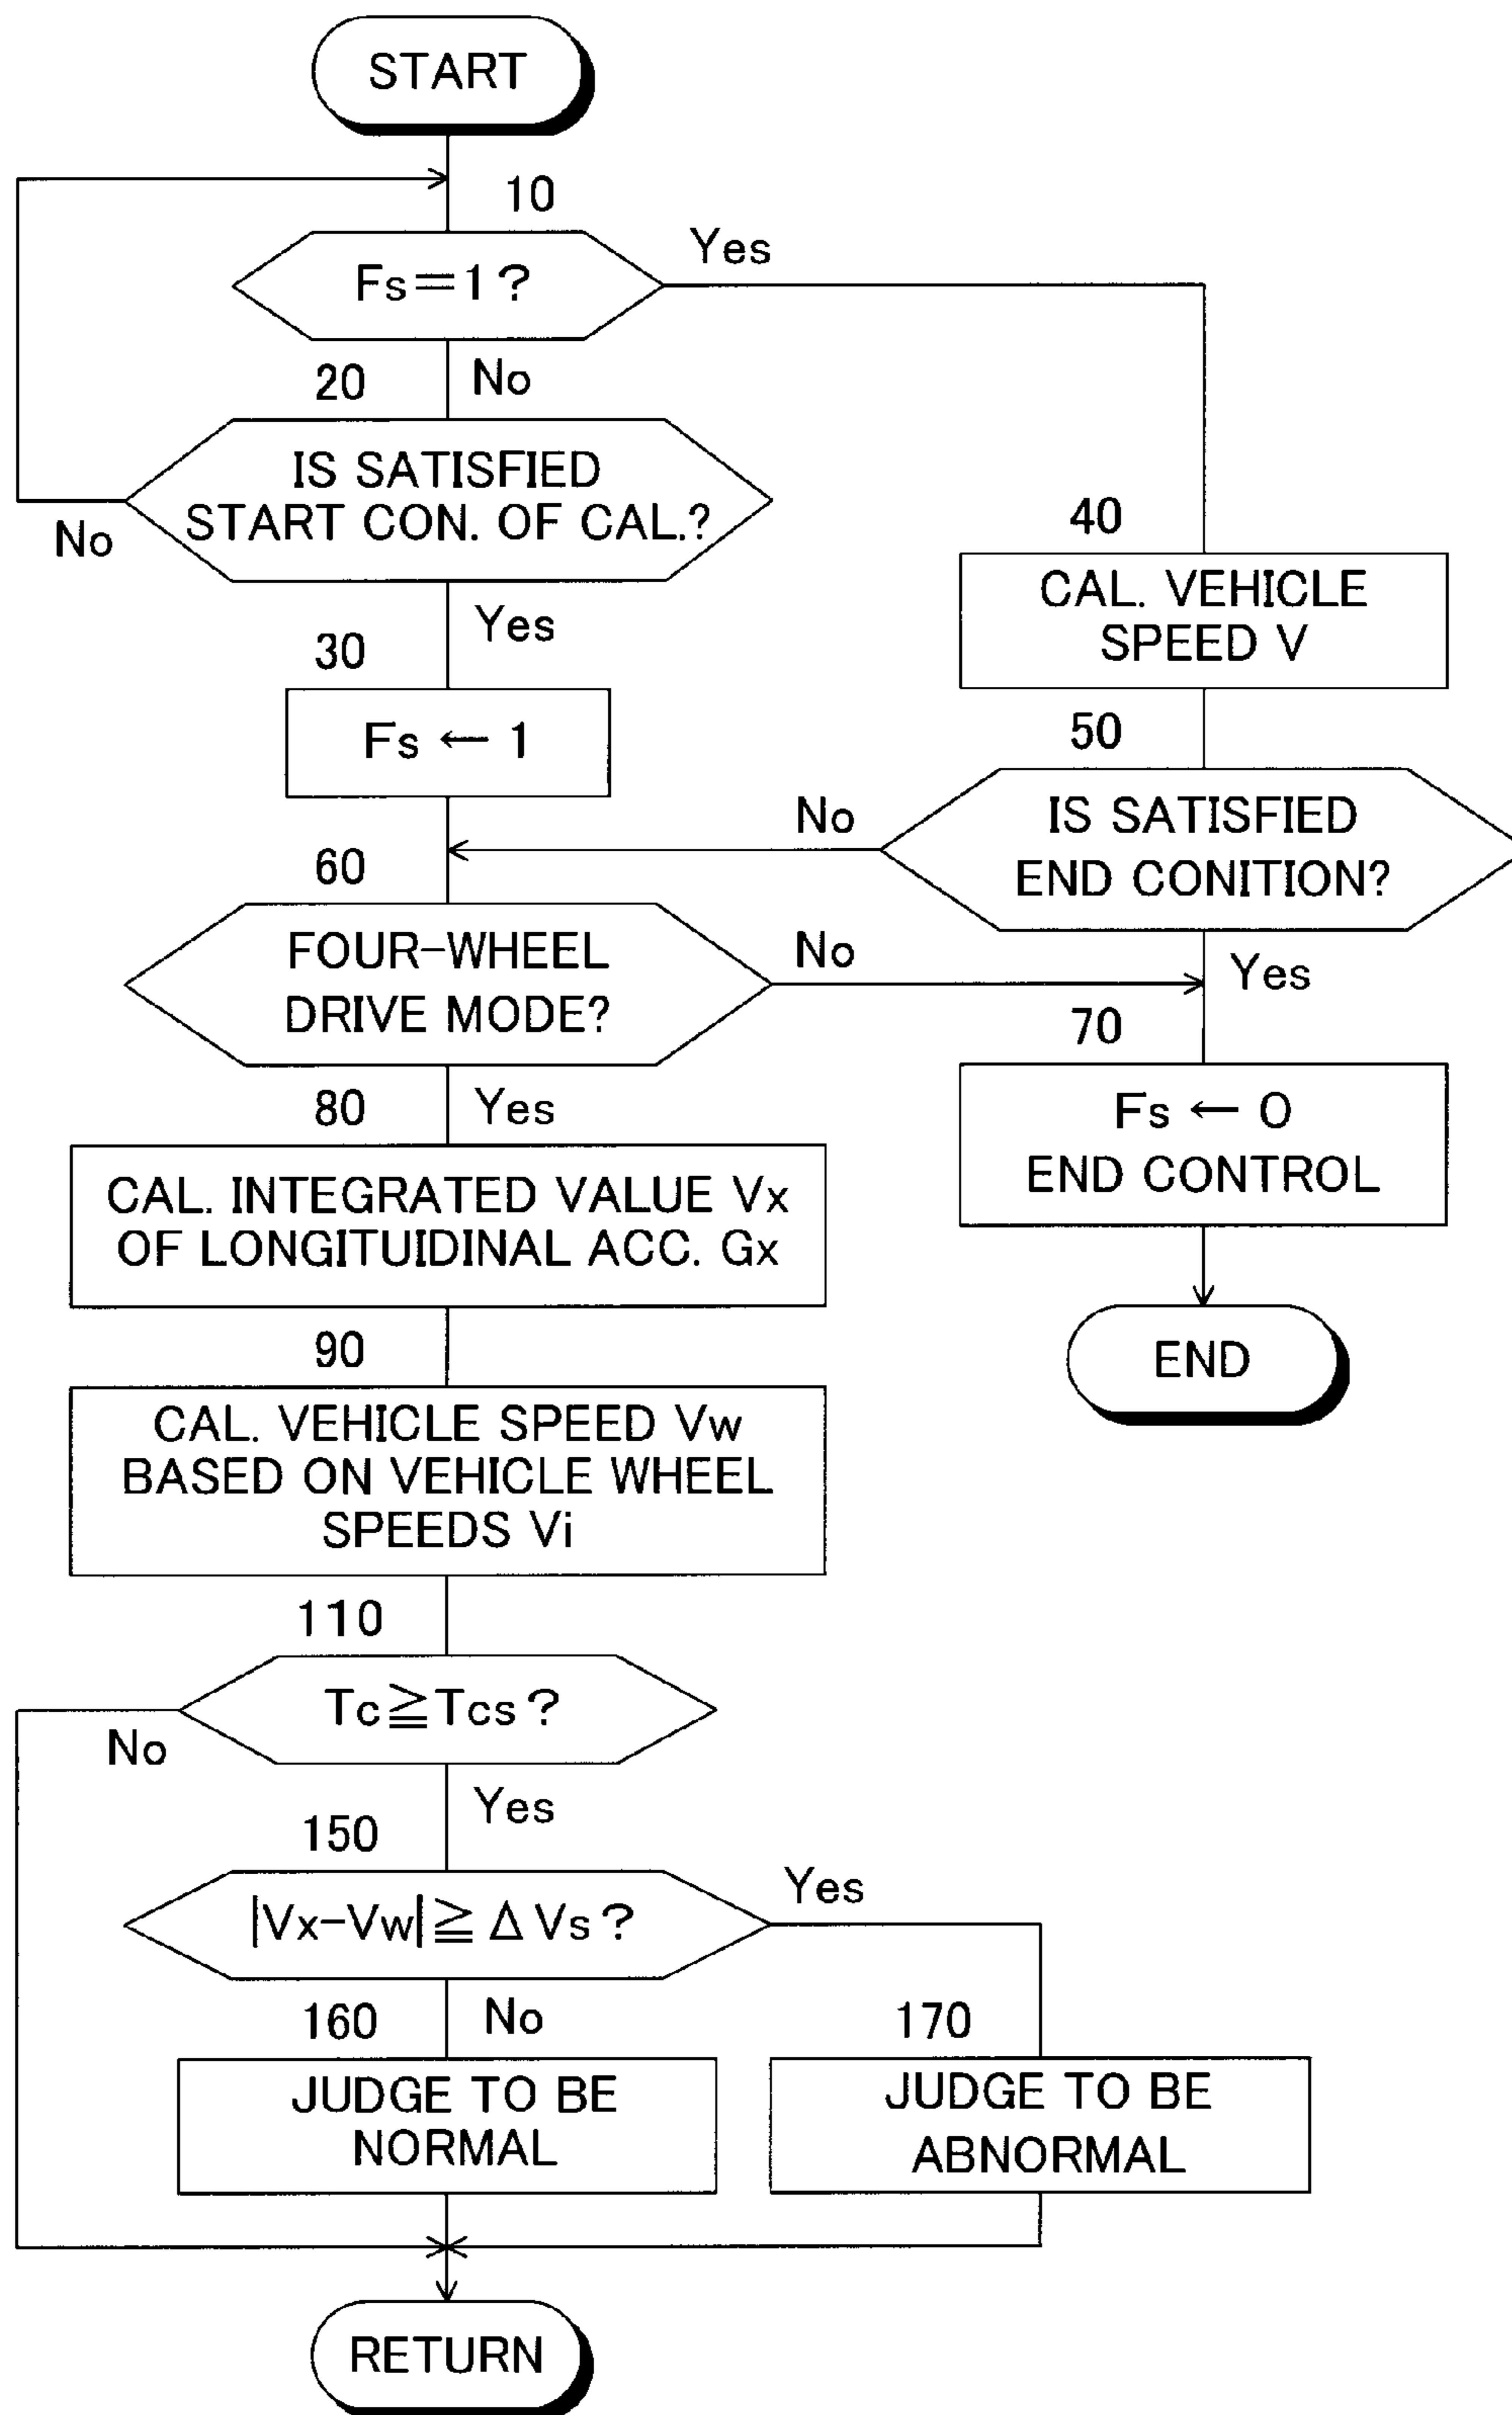 START
10
Fs=1?
Yes
20
No
IS SATISFIED
START CON. OF CAL.?
No
Yes
30
Fs ← 1
40
CAL. VEHICLE
SPEED V
50
IS SATISFIED
END CONITION?
No
Yes
60
FOUR-WHEEL
DRIVE MODE?
No
Yes
70
Fs ← 0
END CONTROL
END
80
CAL. INTEGRATED VALUE Vx
OF LONGITUIDINAL ACC. Gx
90
CAL. VEHICLE SPEED Vw
BASED ON VEHICLE WHEEL
SPEEDS Vi
110
Tc≧Tcs?
No
Yes
150
|Vx-Vw|≧ΔVs?
Yes
160
No
JUDGE TO BE
NORMAL
170
JUDGE TO BE
ABNORMAL
RETURN